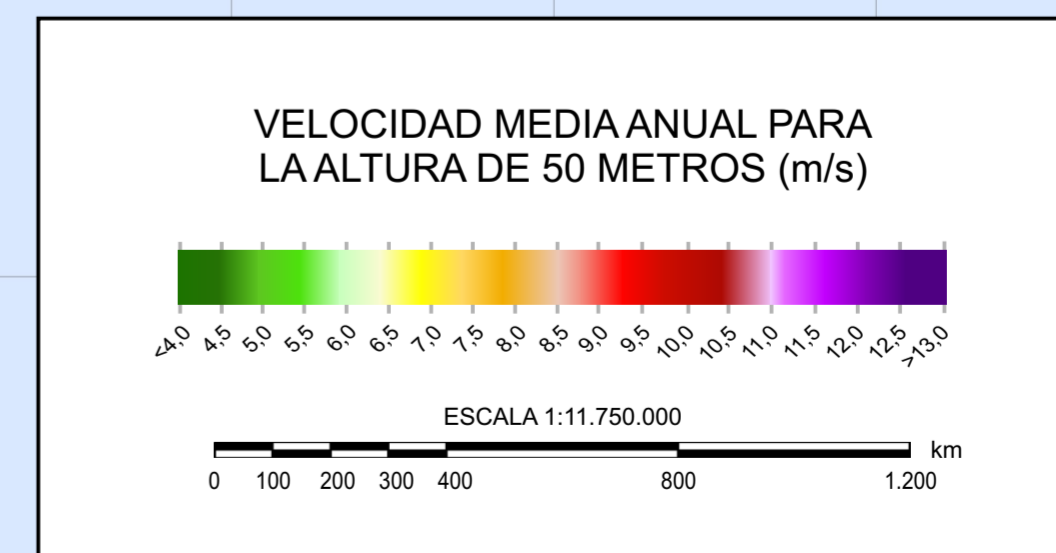 VELOCIDAD MEDIA ANUAL PARA
LA ALTURA DE 50 METROS (m/s)
<4,0 4,5 5,0 5,5 6,0 6,5 7,0 7,5 8,0 8,5 9,0 9,5 10,0 10,5 11,0 11,5 12,0 12,5 >13,0
ESCALA 1:11.750.000
km
0 100 200 300 400 800 1.200